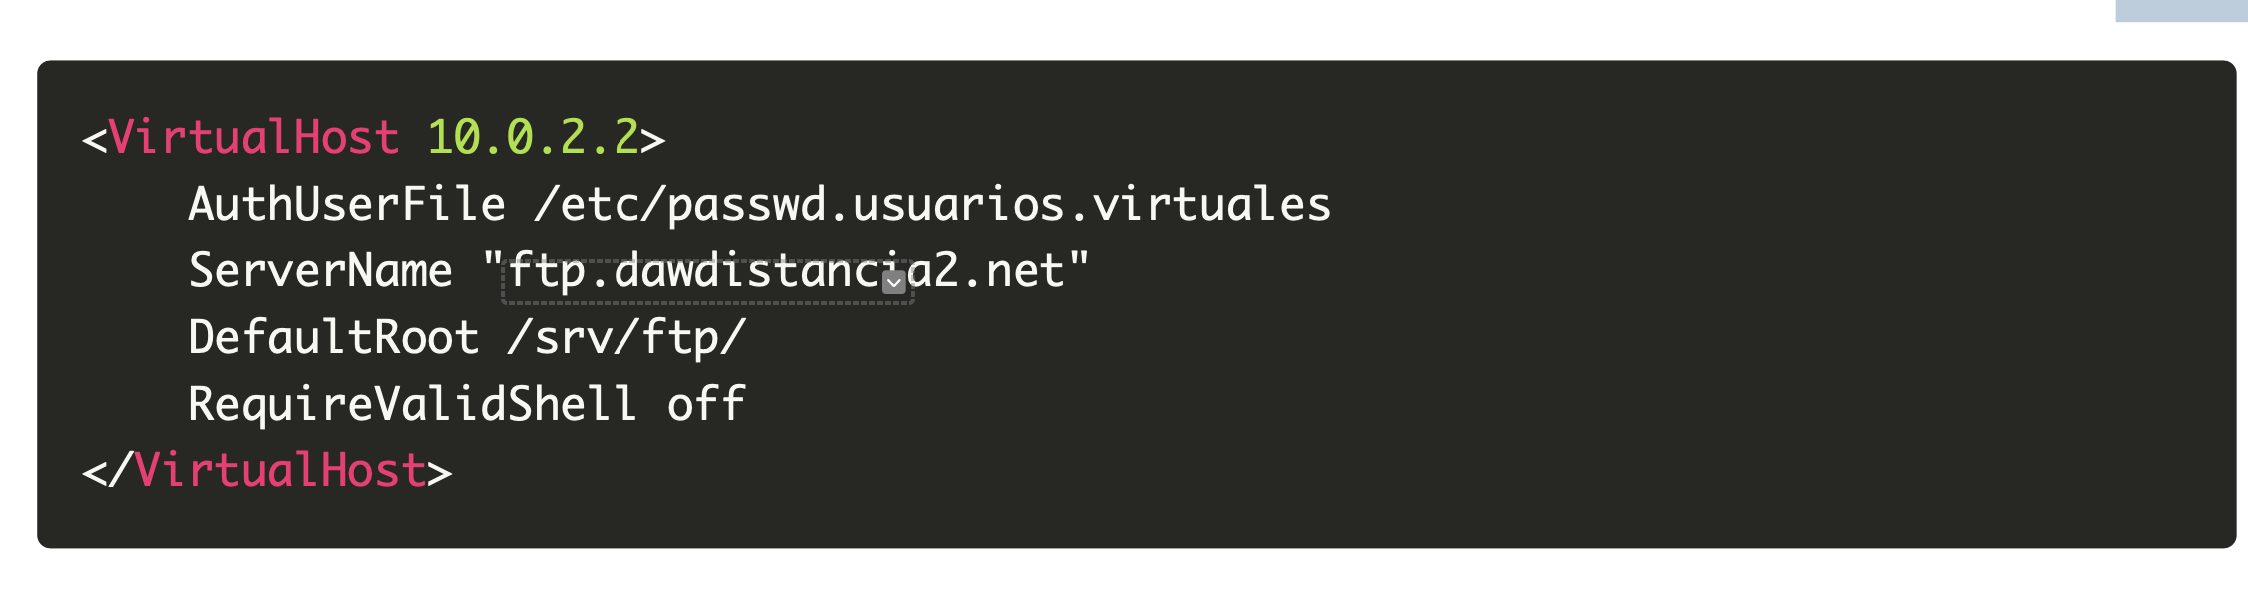 <VirtualHost 10.0.2.2>
AuthUserFile /etc/passwd.usuarios.virtuales
ServerName "ftp.dawdistancia2.net"
DefaultRoot /srv/ftp/
RequireValidShell off
</VirtualHost>